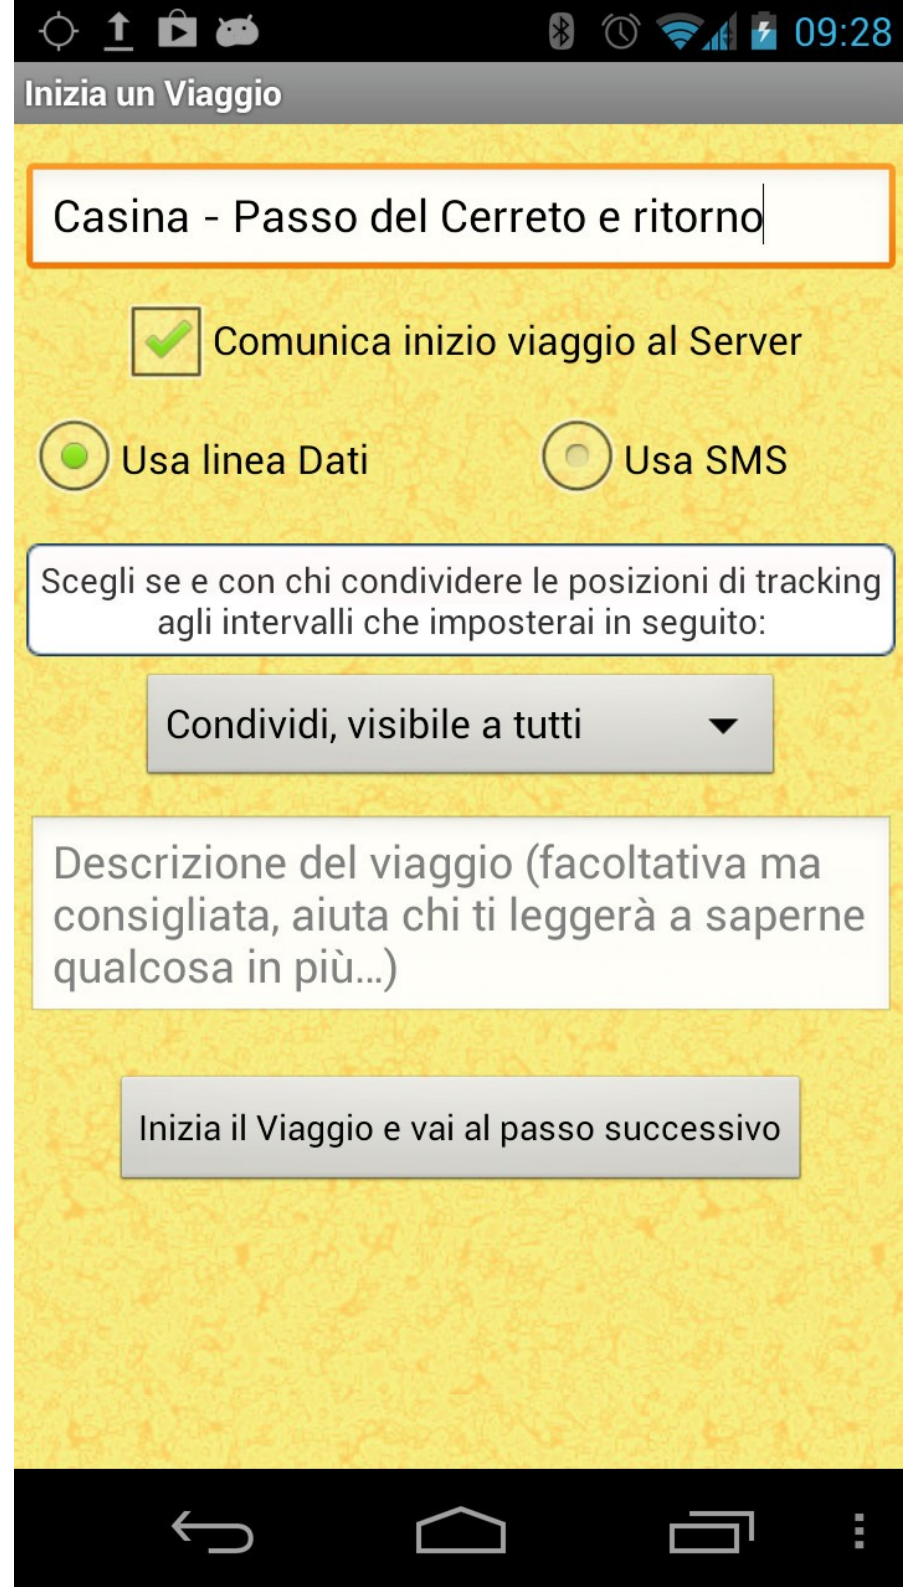 09:28
Inizia un Viaggio
Casina - Passo del Cerreto e ritorno
Comunica inizio viaggio al Server
Usa linea Dati
Usa SMS
Scegli se e con chi condividere le posizioni di tracking
agli intervalli che imposterai in seguito:
Condividi, visibile a tutti
Descrizione del viaggio (facoltativa ma
consigliata, aiuta chi ti leggerà a saperne
qualcosa in più...)
Inizia il Viaggio e vai al passo successivo